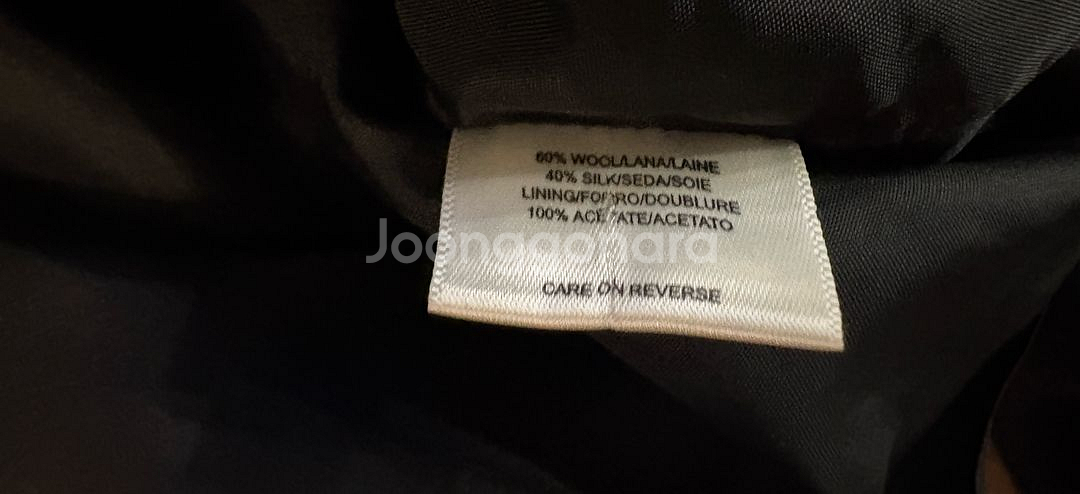 60% WOOL/LANA/LAINE
40% SILK/SEDA/SOIE
LINING/FORRO/DOUBLURE
100% ACETATE/ACETATO
Joonggonara
CARE ON REVERSE